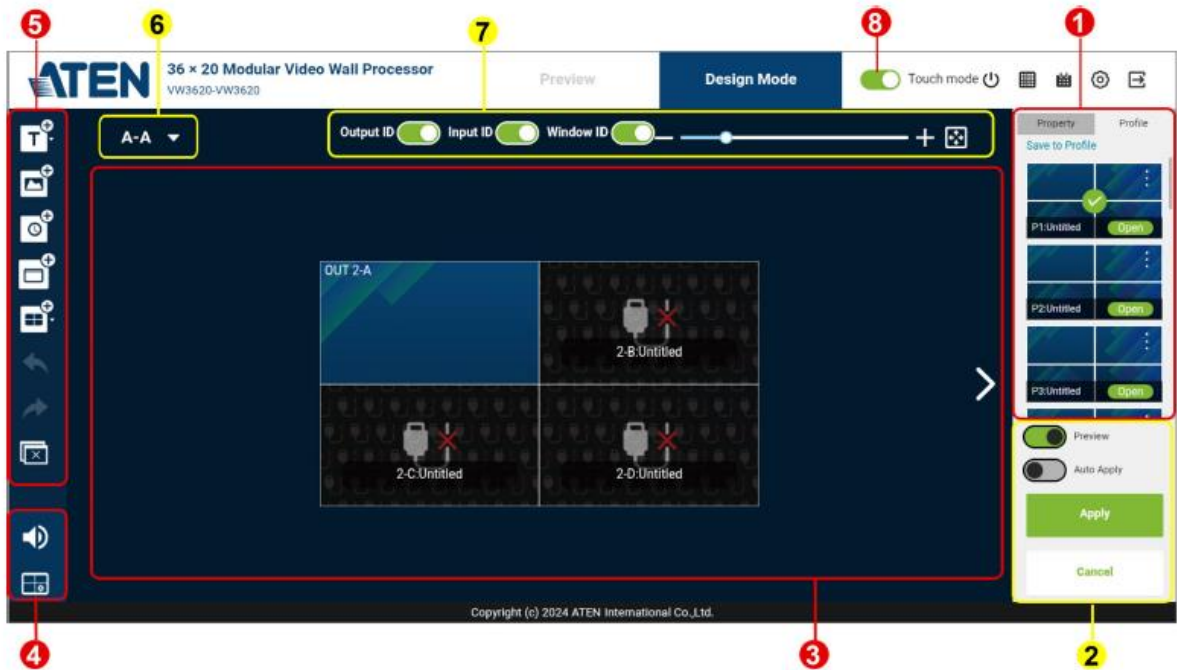 5
6
7
8
1
ATEN
36 × 20 Modular Video Wall Processor
VW3620-VW3620
Preview
Design Mode
Touch mode
T
A-A
Output ID
Input ID
Window ID
Property
Profile
Save to Profile
P1:Untitled
Open
P2:Untitled
Open
P3:Untitled
Open
OUT 2-A
2-B:Untitled
2-C:Untitled
2-D:Untitled
Preview
Auto Apply
Apply
Cancel
Copyright (c) 2024 ATEN International Co.,Ltd.
4
3
2